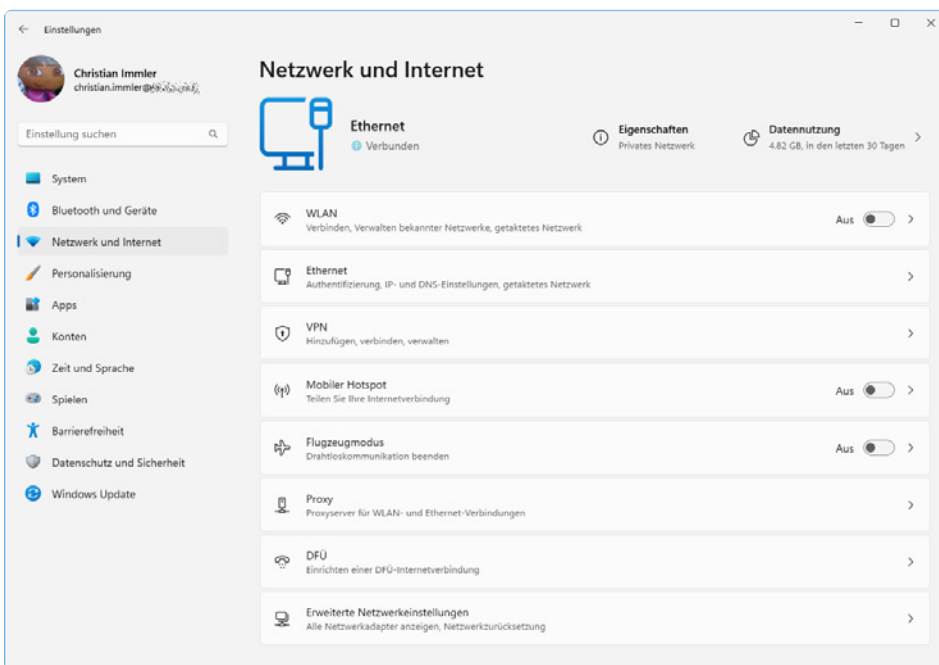 Einstellungen
Christian Immler
christian.immler@
Einstellung suchen
System
Bluetooth und Geräte
Netzwerk und Internet
Personalisierung
Apps
Konten
Zeit und Sprache
Spielen
Barrierefreiheit
Datenschutz und Sicherheit
Windows Update
Netzwerk und Internet
Ethernet
Verbunden
Eigenschaften
Privates Netzwerk
Datennutzung
4.82 GB, in den letzten 30 Tagen
WLAN
Verbinden, Verwalten bekannter Netzwerke, getaktetes Netzwerk
Aus
Ethernet
Authentifizierung, IP- und DNS-Einstellungen, getaktetes Netzwerk
VPN
Hinzufügen, verbinden, verwalten
Mobiler Hotspot
Teilen Sie Ihre Internetverbindung
Aus
Flugzeugmodus
Drahtloskommunikation beenden
Aus
Proxy
Proxyserver für WLAN- und Ethernet-Verbindungen
DFÜ
Einrichten einer DFÜ-Internetverbindung
Erweiterte Netzwerkeinstellungen
Alle Netzwerkadapter anzeigen, Netzwerkzurücksetzung